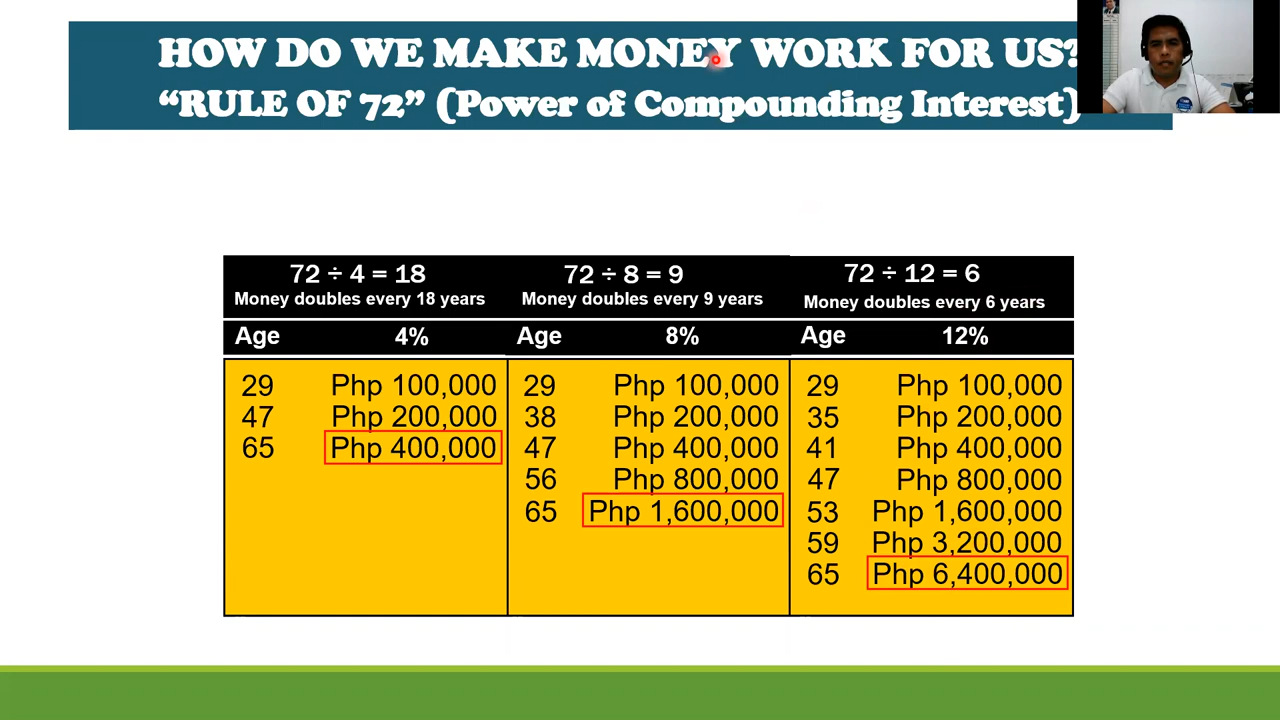 HOW DO WE MAKE MONEY WORK FOR US?
“RULE OF 72” (Power of Compounding Interest)
72 ÷ 4 = 18
Money doubles every 18 years
Age 4%
29 Php 100,000
47 Php 200,000
65 Php 400,000
72 ÷ 8 = 9
Money doubles every 9 years
Age 8%
29 Php 100,000
38 Php 200,000
47 Php 400,000
56 Php 800,000
65 Php 1,600,000
72 ÷ 12 = 6
Money doubles every 6 years
Age 12%
29 Php 100,000
35 Php 200,000
41 Php 400,000
47 Php 800,000
53 Php 1,600,000
59 Php 3,200,000
65 Php 6,400,000